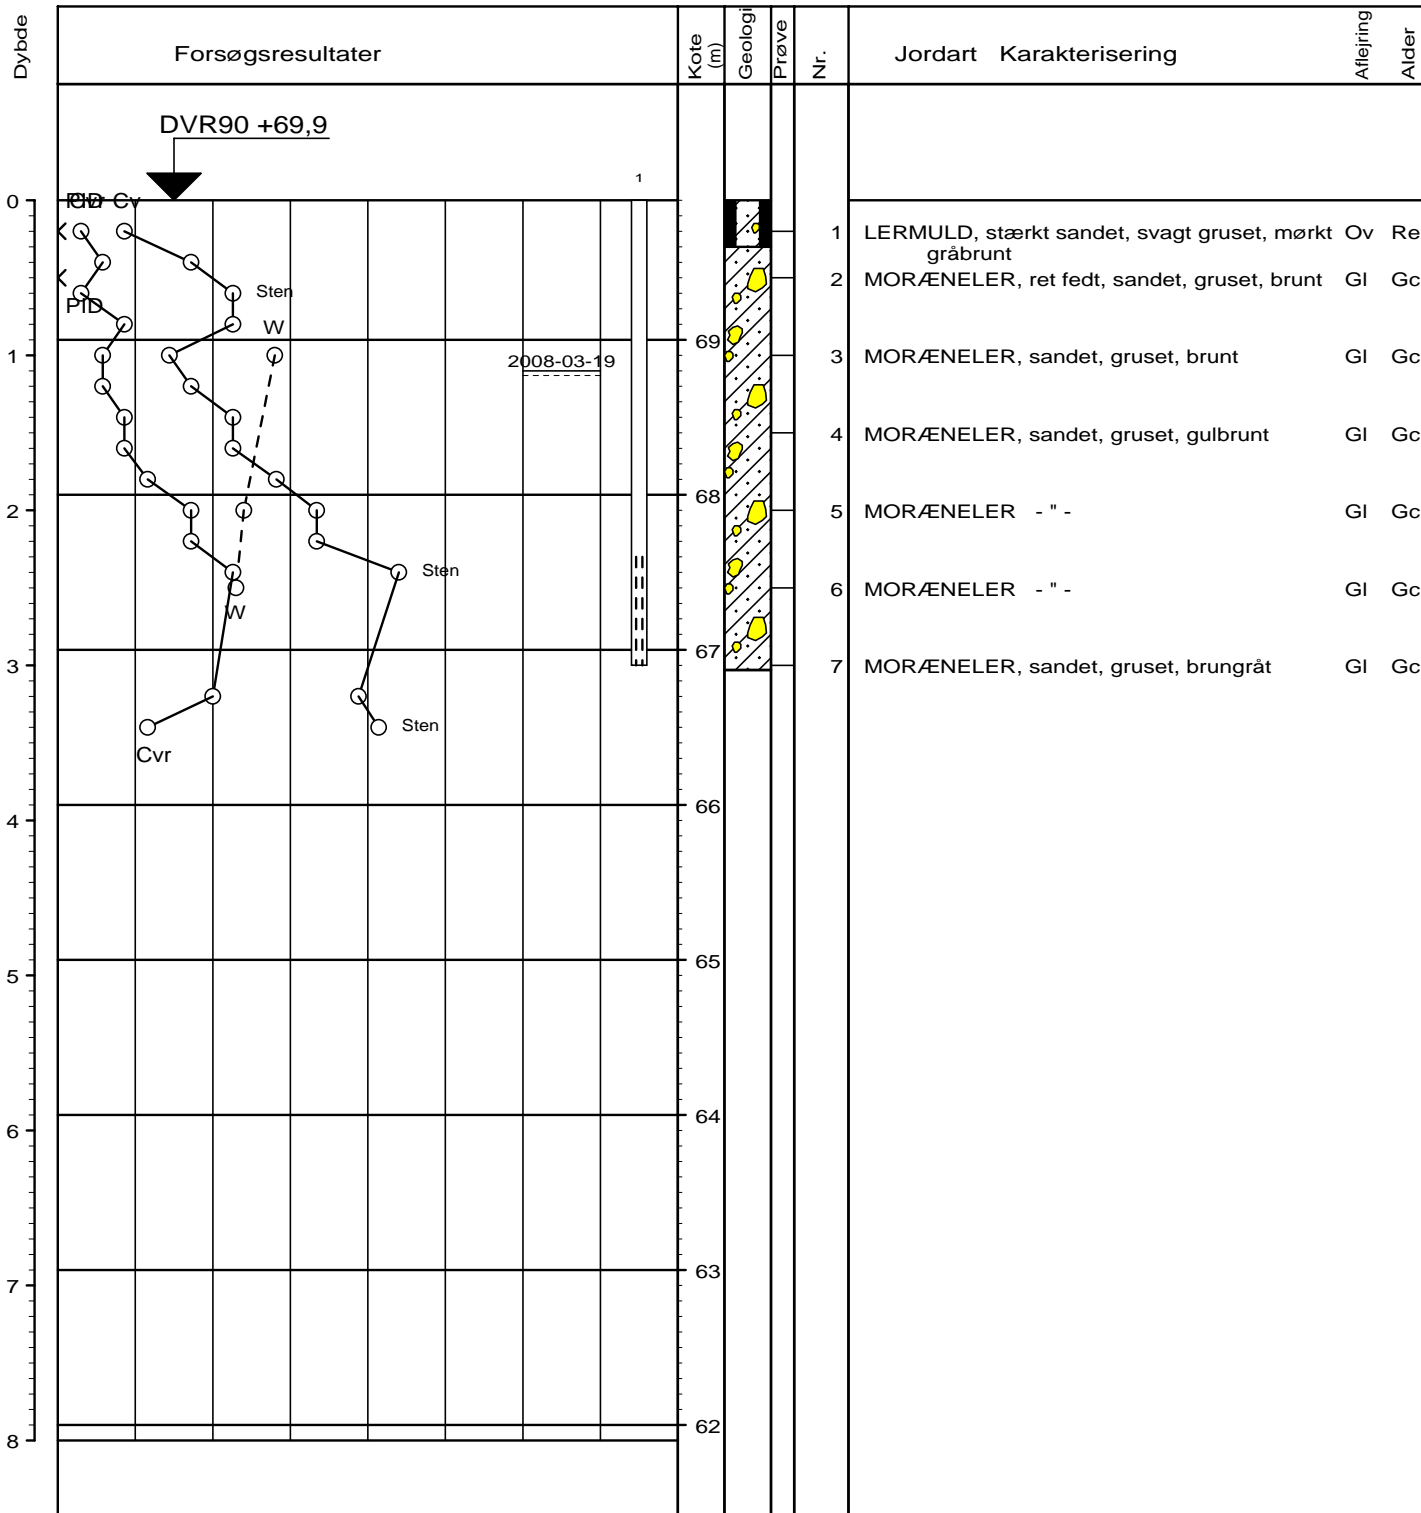 Dybde
Forsøgsresultater
Kote
(m)
Geologi
Prøve
Nr.
Jordart Karakterisering
Aflejring
Alder
DVR90 +69,9
1
0
PID Cvr Cv
1 LERMULD, stærkt sandet, svagt gruset, mørkt Ov Re
gråbrunt
2 MORÆNELER, ret fedt, sandet, gruset, brunt Gl Gc
Sten
PID
W
69
1
2008-03-19
3 MORÆNELER, sandet, gruset, brunt Gl Gc
4 MORÆNELER, sandet, gruset, gulbrunt Gl Gc
68
2
5 MORÆNELER - " - Gl Gc
Sten
6 MORÆNELER - " - Gl Gc
W
67
3
7 MORÆNELER, sandet, gruset, brungråt Gl Gc
Sten
Cvr
66
4
65
5
64
6
63
7
62
8